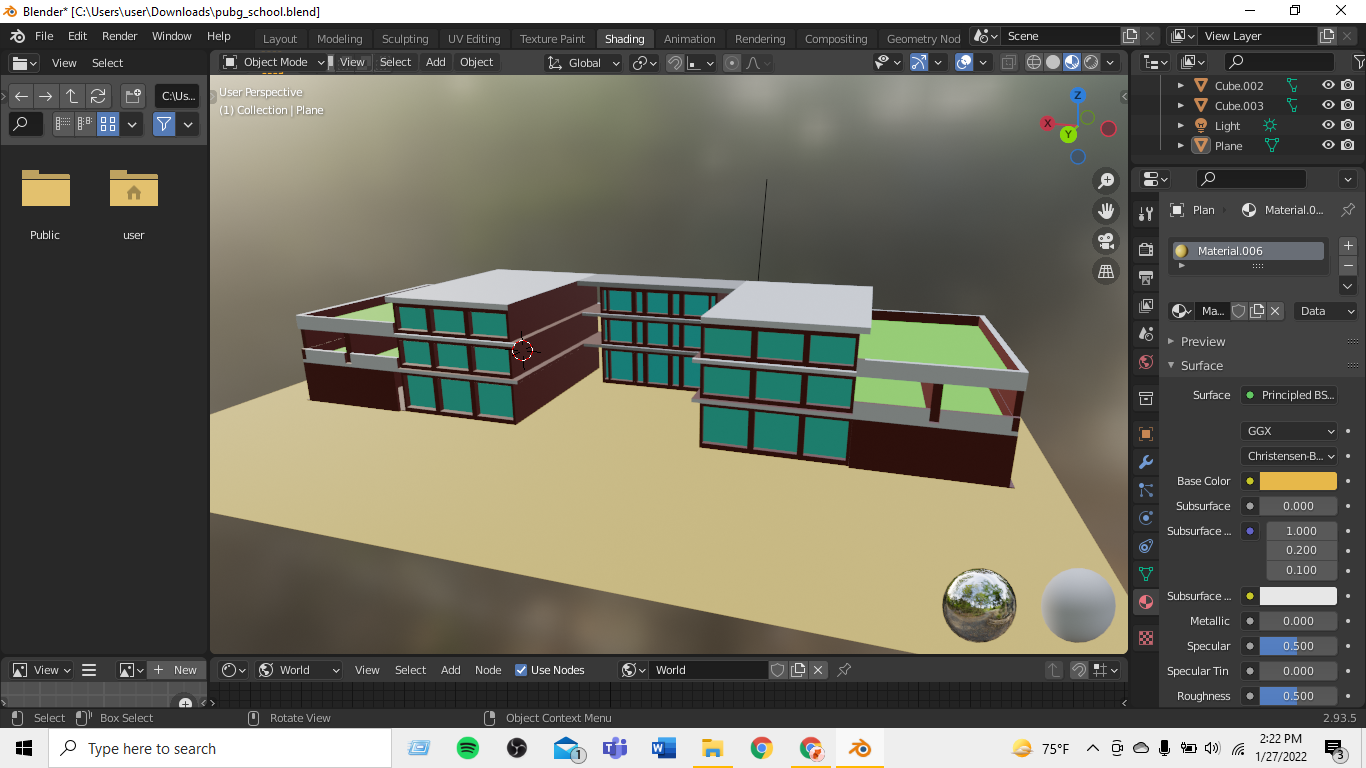 Blender* [C:\Users\user\Downloads\pubg_school.blend]
File Edit Render Window Help
Layout Modeling Sculpting UV Editing Texture Paint Shading Animation Rendering Compositing Geometry Nod
Scene
View Layer
View Select
Object Mode View Select Add Object
Global
C:\Us...
User Perspective
(1) Collection | Plane
Z
X
Y
Public
user
Cube.002
Cube.003
Light
Plane
Plan
Material.0...
Material.006
Ma...
Data
Preview
Surface
Surface Principled BS...
GGX
Christensen-B...
Base Color
Subsurface 0.000
Subsurface ... 1.000
0.200
0.100
Subsurface ...
Metallic 0.000
Specular 0.500
Specular Tin 0.000
Roughness 0.500
View
New
World
View Select Add Node
Use Nodes
World
Select
Box Select
Rotate View
Object Context Menu
2.93.5
Type here to search
1
75°F
2:22 PM
1/27/2022
3